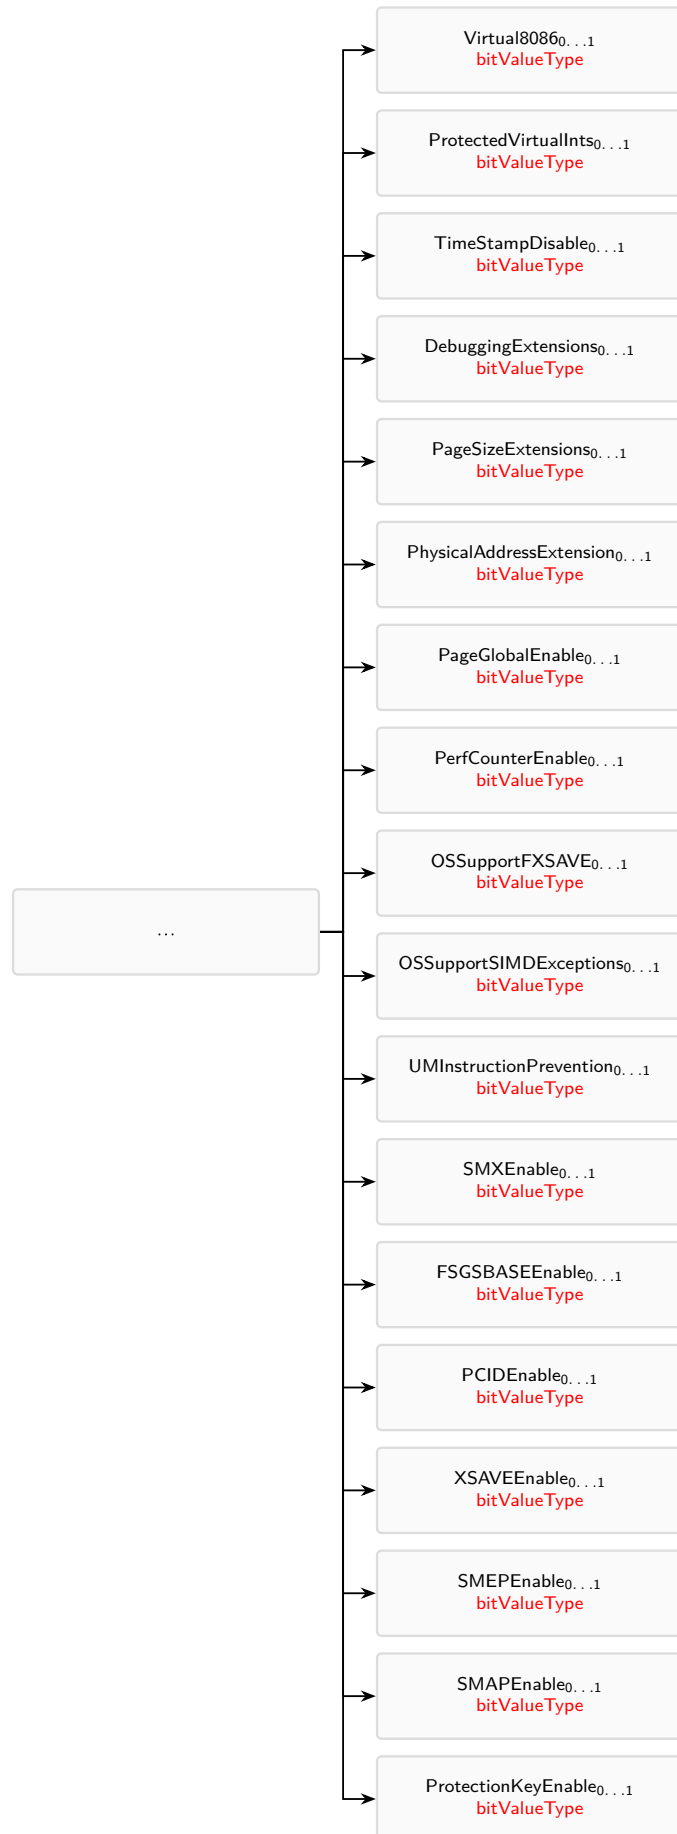 Virtual80860...1
bitValueType
ProtectedVirtualInts0...1
bitValueType
TimeStampDisable0...1
bitValueType
DebuggingExtensions0...1
bitValueType
PageSizeExtensions0...1
bitValueType
PhysicalAddressExtension0...1
bitValueType
PageGlobalEnable0...1
bitValueType
PerfCounterEnable0...1
bitValueType
OSSupportFXSAVE0...1
bitValueType
...
OSSupportSIMDExceptions0...1
bitValueType
UMInstructionPrevention0...1
bitValueType
SMXEnable0...1
bitValueType
FSGSBASEEnable0...1
bitValueType
PCIDEnable0...1
bitValueType
XSAVEEnable0...1
bitValueType
SMEPEnable0...1
bitValueType
SMAPEnable0...1
bitValueType
ProtectionKeyEnable0...1
bitValueType